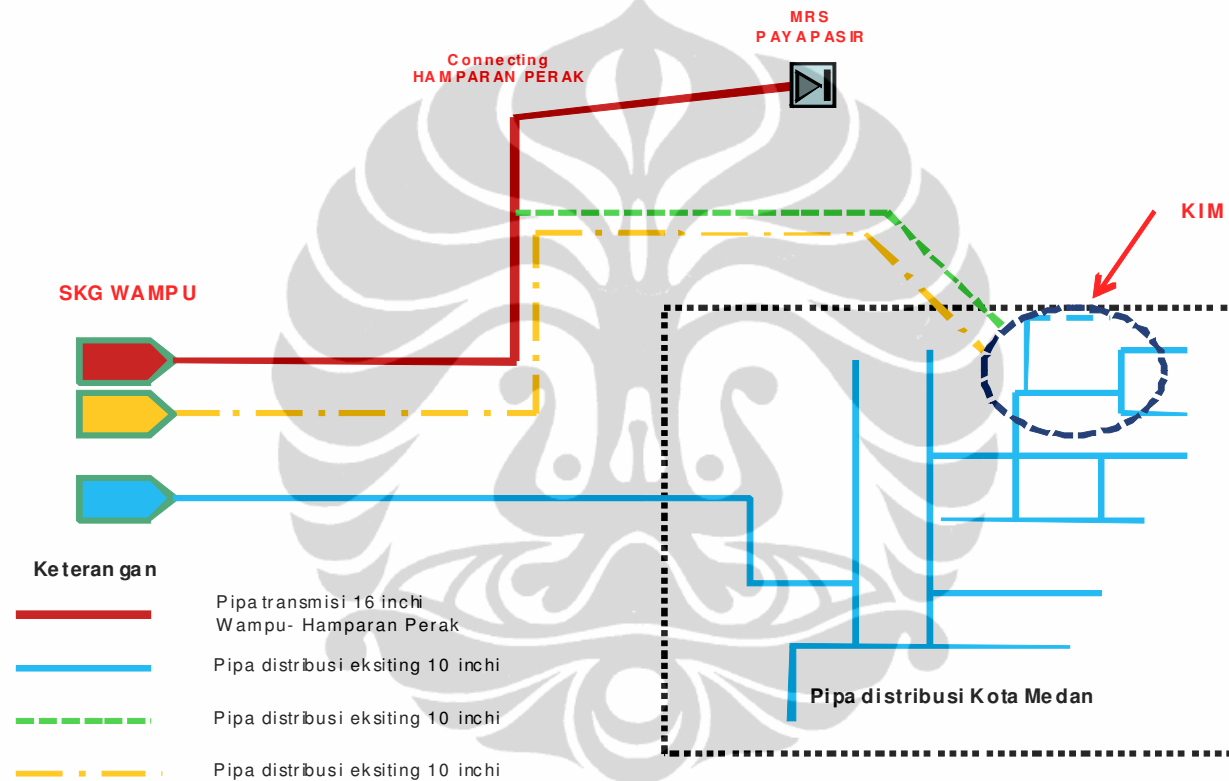 MRS
PAYAPASIR
Connecting
HAMPARAN PERAK
KIM
SKG WAMPU
Keterangan
Pipa transmisi 16 inchi
Wampu- Hamparan Perak
Pipa distribusi eksiting 10 inchi
Pipa distribusi Kota Medan
Pipa distribusi eksiting 10 inchi
Pipa distribusi eksiting 10 inchi